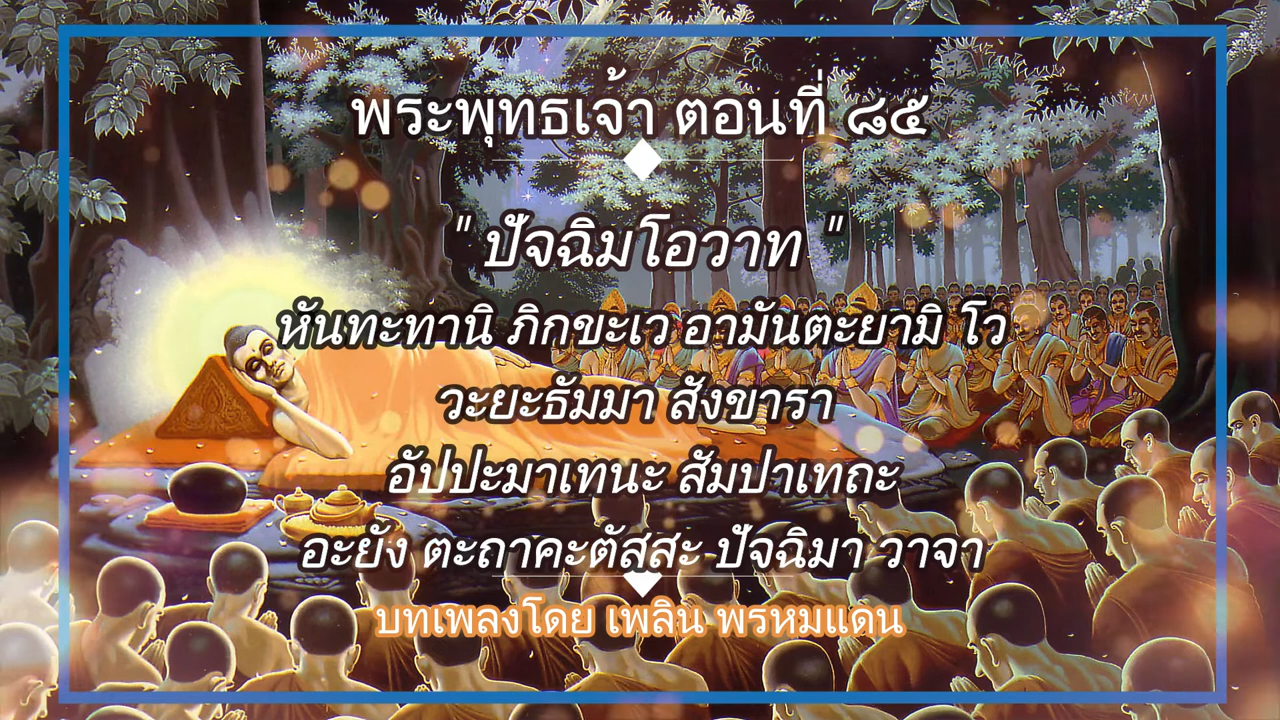 พระพุทธเจ้า ตอนที่ ๘๕
" ปัจฉิมโอวาท "
หันทะทานิ ภิกขะเว อามันตะยามิ โว
วะยะธัมมา สังขารา
อัปปะมาเทนะ สัมปาเทถะ
อะยัง ตะถาคะตัสสะ ปัจฉิมา วาจา
บทเพลงโดย เพลิน พรหมแดน